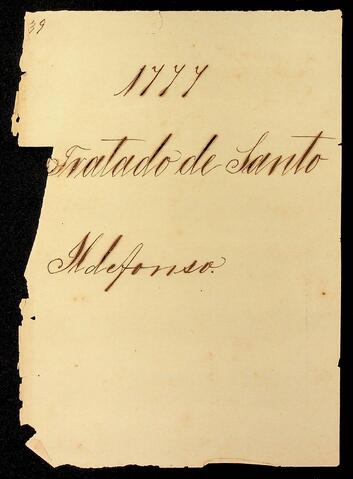 39
1777
Tratado de Santo
Ildefonso.